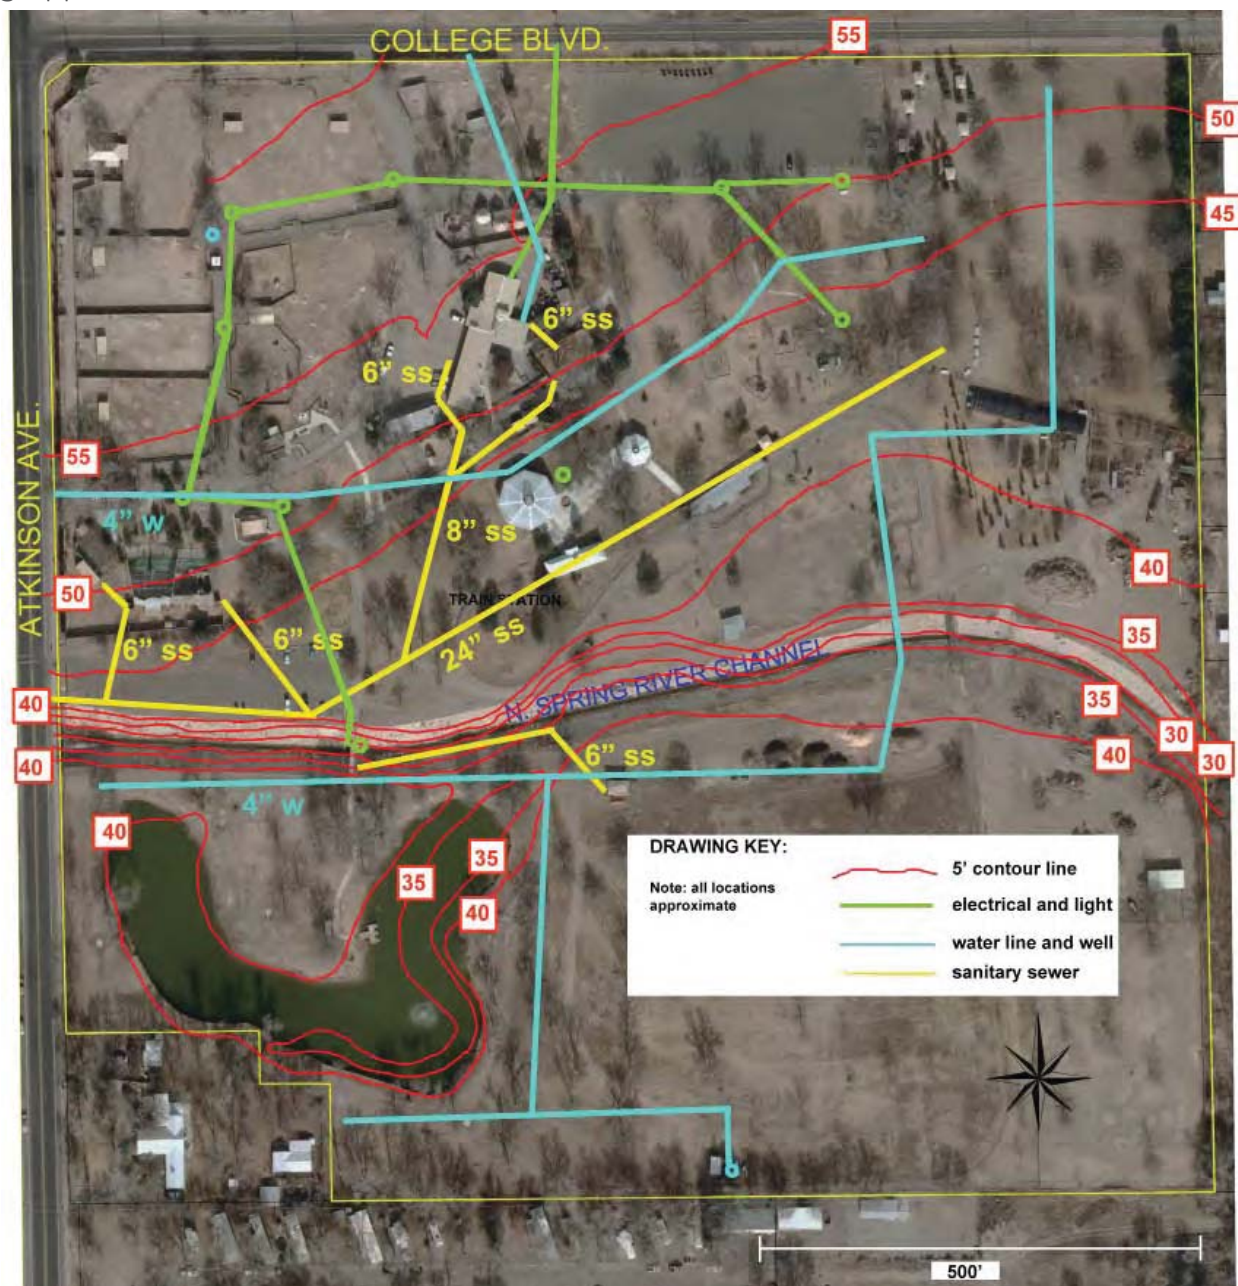 COLLEGE BLVD.
55
50
45
6” ss
6” ss
ATKINSON AVE.
55
4” w
8” ss
50
TRAIN STATION
40
6” ss
6” ss
24” ss
35
N. SPRING RIVER CHANNEL
40
35
30
30
40
40
6” ss
4” w
40
35
35
40
DRAWING KEY:
Note: all locations
approximate
5' contour line
electrical and light
water line and well
sanitary sewer
500'